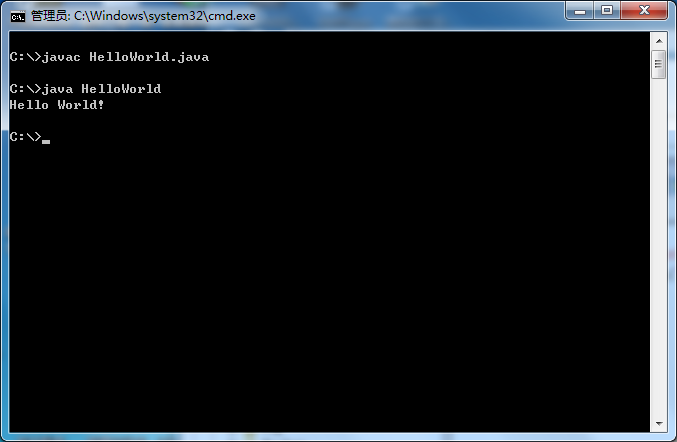 管理员: C:\Windows\system32\cmd.exe
C:\>javac HelloWorld.java
C:\>java HelloWorld
Hello World!
C:\>